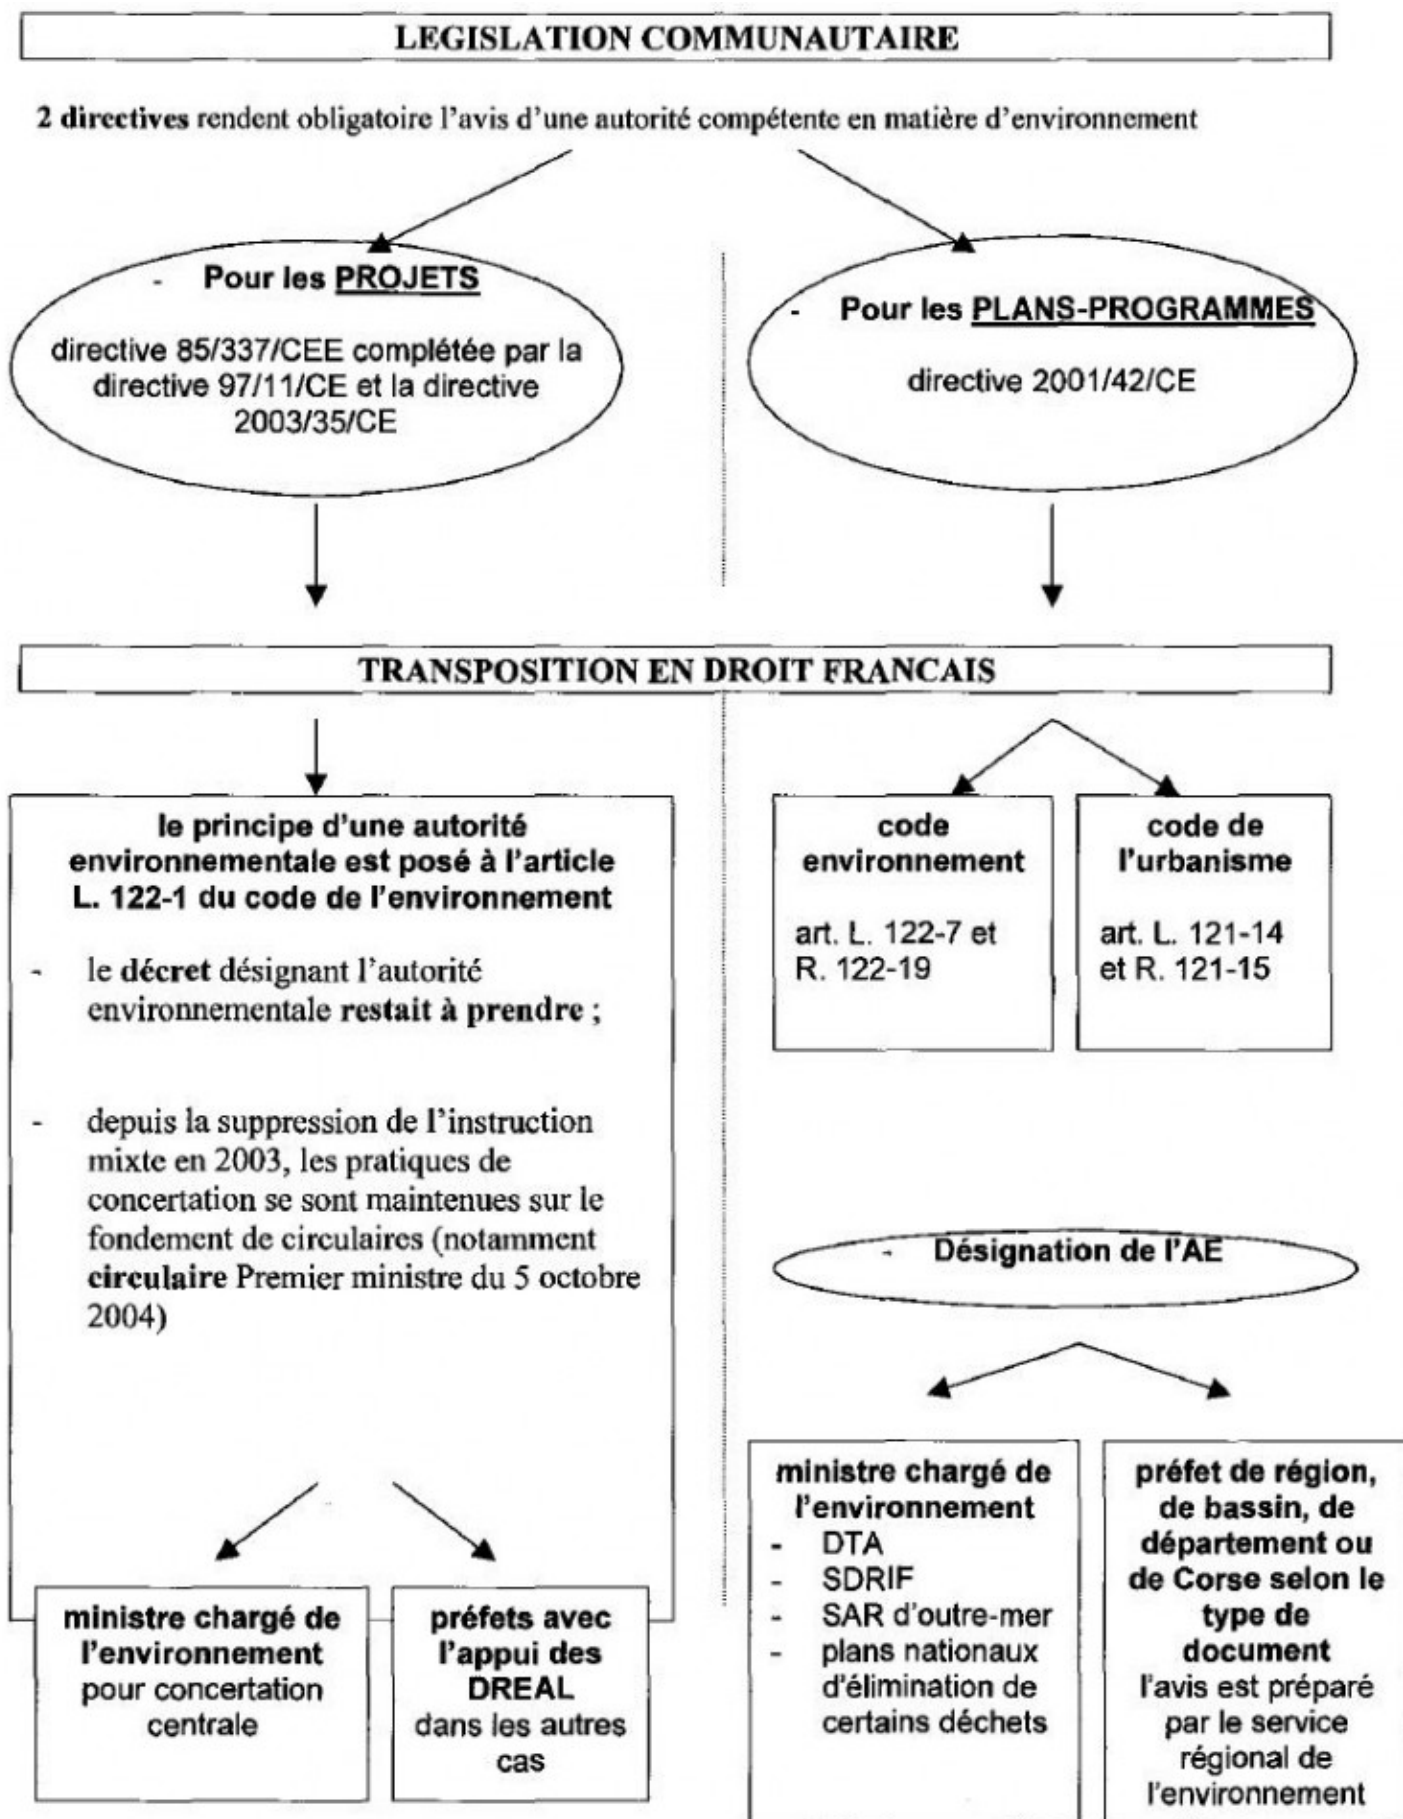 LEGISLATION COMMUNAUTAIRE
2 directives rendent obligatoire l'avis d'une autorité compétente en matière d'environnement
- Pour les PROJETS
directive 85/337/CEE complétée par la
directive 97/11/CE et la directive
2003/35/CE
- Pour les PLANS-PROGRAMMES
directive 2001/42/CE
TRANSPOSITION EN DROIT FRANCAIS
le principe d'une autorité
environnementale est posé à l'article
L. 122-1 du code de l'environnement
- le décret désignant l'autorité
environnementale restait à prendre ;
- depuis la suppression de l'instruction
mixte en 2003, les pratiques de
concertation se sont maintenues sur le
fondement de circulaires (notamment
circulaire Premier ministre du 5 octobre
2004)
ministre chargé de
l'environnement
pour concertation
centrale
préfets avec
l'appui des
DREAL
dans les autres
cas
code
environnement
art. L. 122-7 et
R. 122-19
code de
l'urbanisme
art. L. 121-14
et R. 121-15
- Désignation de l'AE
ministre chargé de
l'environnement
- DTA
- SDRIF
- SAR d'outre-mer
- plans nationaux
d'élimination de
certains déchets
préfet de région,
de bassin, de
département ou
de Corse selon le
type de
document
l'avis est préparé
par le service
régional de
l'environnement